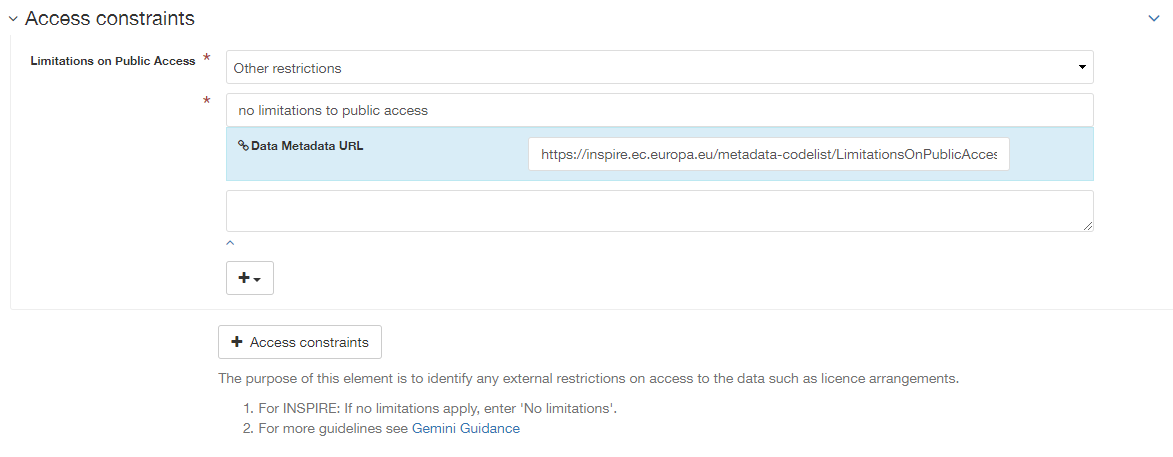 Access constraints
Limitations on Public Access *
Other restrictions
*
no limitations to public access
Data Metadata URL
https://inspire.ec.europa.eu/metadata-codelist/LimitationsOnPublicAcces
Access constraints
The purpose of this element is to identify any external restrictions on access to the data such as licence arrangements.
1. For INSPIRE: If no limitations apply, enter 'No limitations'.
2. For more guidelines see Gemini Guidance